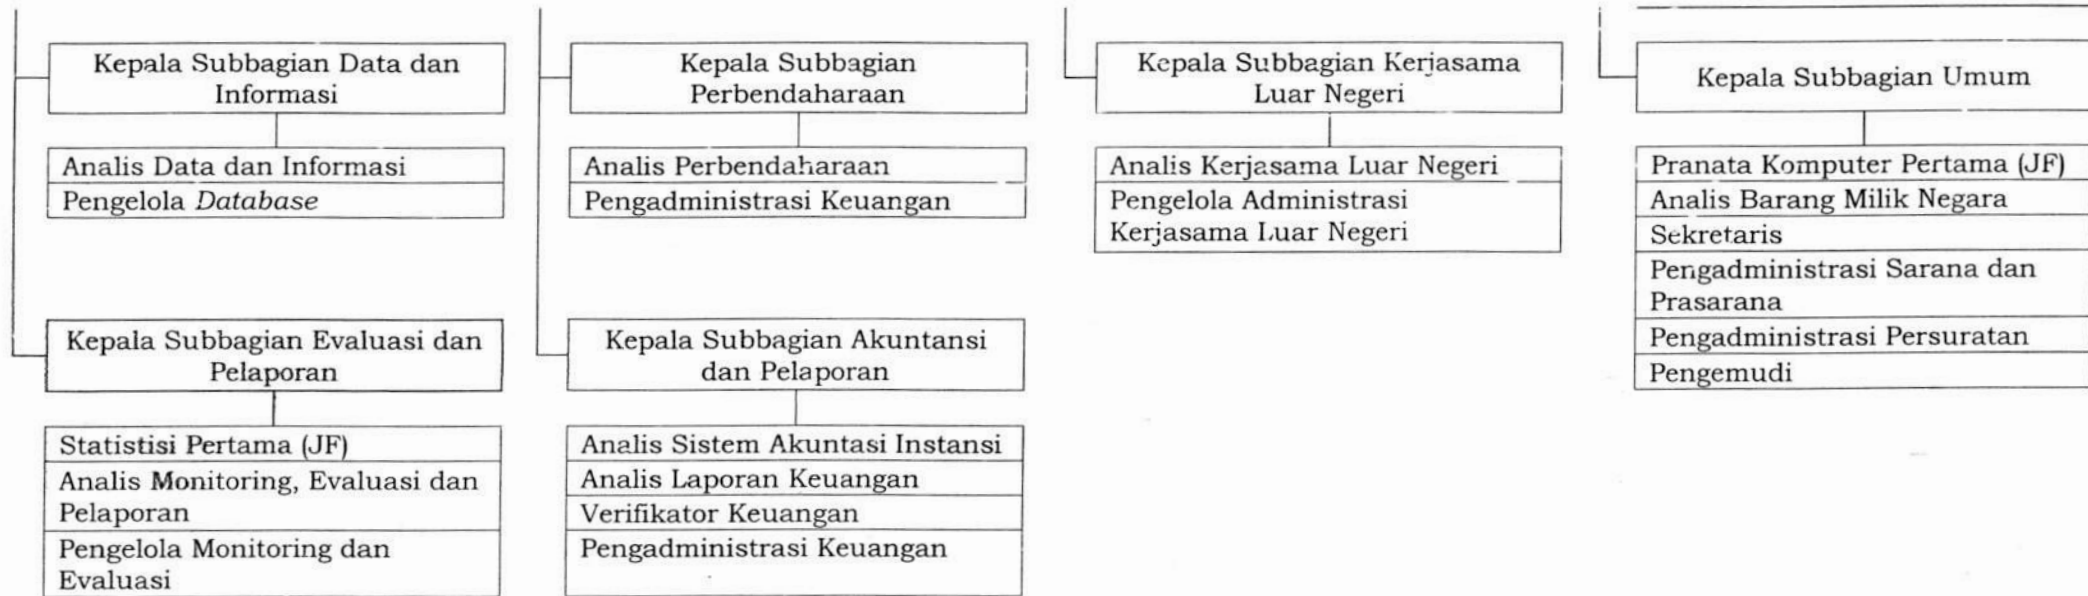 Kepala Subbagian Data dan
Informasi
Analis Data dan Informasi
Pengelola Database
Kepala Subbagian Evaluasi dan
Pelaporan
Statistisi Pertama (JF)
Analis Monitoring, Evaluasi dan
Pelaporan
Pengelola Monitoring dan
Evaluasi
Kepala Subbagian
Perbendaharaan
Analis Perbendaharaan
Pengadministrasi Keuangan
Kepala Subbagian Akuntansi
dan Pelaporan
Analis Sistem Akuntasi Instansi
Analis Laporan Keuangan
Verifikator Keuangan
Pengadministrasi Keuangan
Kepala Subbagian Kerjasama
Luar Negeri
Analis Kerjasama Luar Negeri
Pengelola Administrasi
Kerjasama Luar Negeri
Kepala Subbagian Umum
Pranata Komputer Pertama (JF)
Analis Barang Milik Negara
Sekretaris
Pengadministrasi Sarana dan
Prasarana
Pengadministrasi Persuratan
Pengemudi